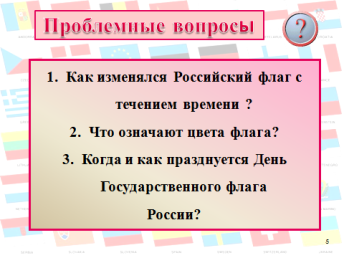 Проблемные вопросы
?
1. Как изменялся Российский флаг с
течением времени ?
2. Что означают цвета флага?
3. Когда и как празднуется День
Государственного флага
России?
5